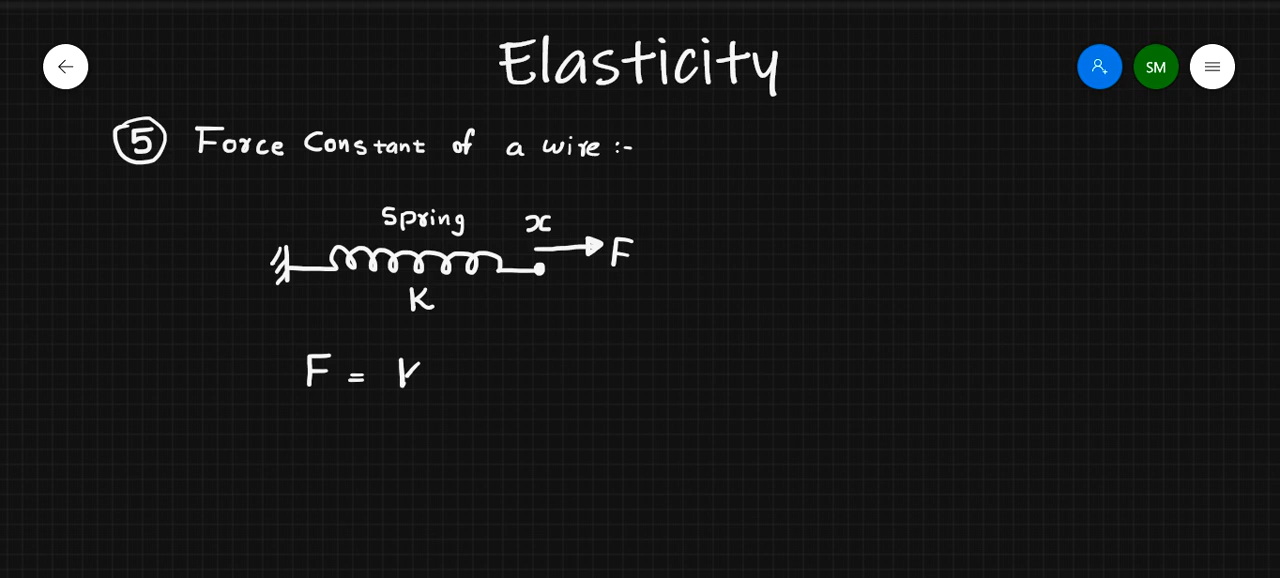 Elasticity
SM
5 Force Constant of a wire :-
Spring x
F
K
F =